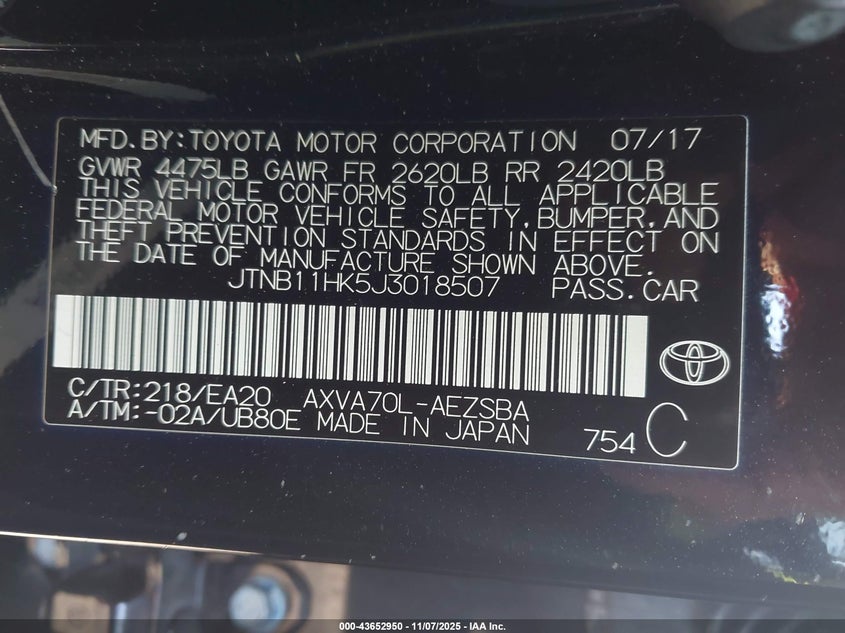 MFD.BY:TOYOTA MOTOR CORPORATION 07/17
GVWR 4475LB GAWR FR 2620LB RR 2420LB
THIS VEHICLE CONFORMS TO ALL APPLICABLE
FEDERAL MOTOR VEHICLE SAFETY,BUMPER,AND
THEFT PREVENTION STANDARDS IN EFFECT ON
THE DATE OF MANUFACTURE SHOWN ABOVE.
JTNB11HK5J3018507 PASS.CAR
C/TR:218/EA20 AXVA70L-AEZSBA
A/TM:-02A/UB80E MADE IN JAPAN 754 C
000-43652950 - 11/07/2025 - IAA Inc.